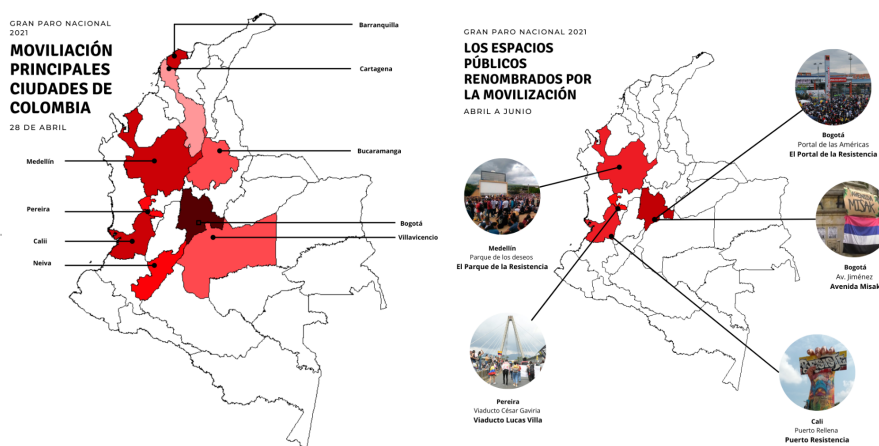 GRAN PARO NACIONAL
2021
MOVILIACIÓN
PRINCIPALES
CIUDADES DE
COLOMBIA
28 DE ABRIL
Barranquilla
Cartagena
Bucaramanga
Medellín
Pereira
Bogotá
Calii
Villavicencio
Neiva
GRAN PARO NACIONAL 2021
LOS ESPACIOS
PÚBLICOS
RENOMBRADOS POR
LA MOVILIZACIÓN
ABRIL A JUNIO
Bogotá
Portal de las Américas
El Portal de la Resistencia
Medellín
Parque de los deseos
El Parque de la Resistencia
MISAK
Bogotá
Av. Jiménez
Avenida Misak
Pereira
Viaducto César Gaviria
Viaducto Lucas Villa
RESISTE
Cali
Puerto Rellena
Puerto Resistencia